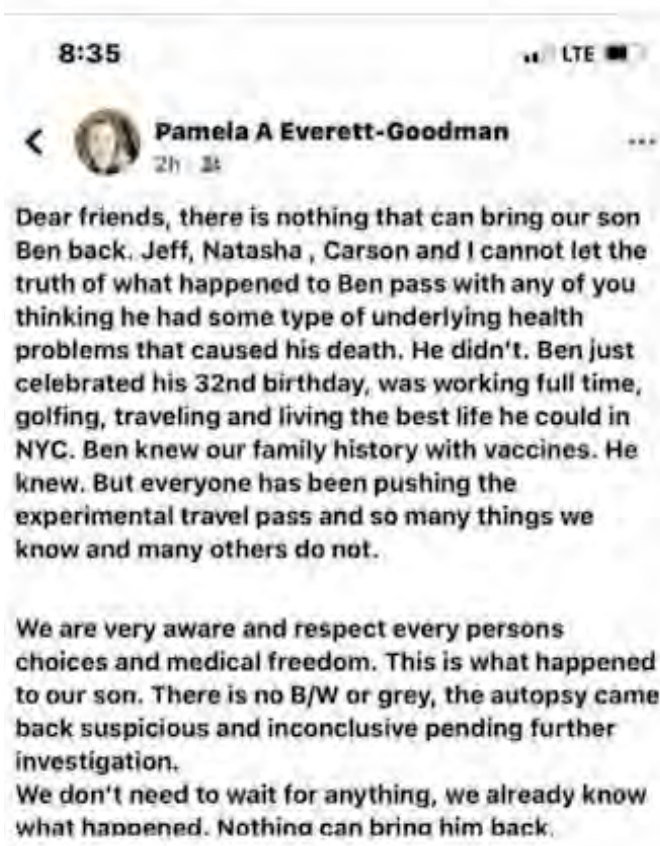 8:35 LTE
Pamela A Everett-Goodman
2h
Dear friends, there is nothing that can bring our son
Ben back. Jeff, Natasha , Carson and I cannot let the
truth of what happened to Ben pass with any of you
thinking he had some type of underlying health
problems that caused his death. He didn't. Ben just
celebrated his 32nd birthday, was working full time,
golfing, traveling and living the best life he could in
NYC. Ben knew our family history with vaccines. He
knew. But everyone has been pushing the
experimental travel pass and so many things we
know and many others do not.
We are very aware and respect every persons
choices and medical freedom. This is what happened
to our son. There is no B/W or grey, the autopsy came
back suspicious and inconclusive pending further
investigation.
We don't need to wait for anything, we already know
what happened. Nothing can bring him back.